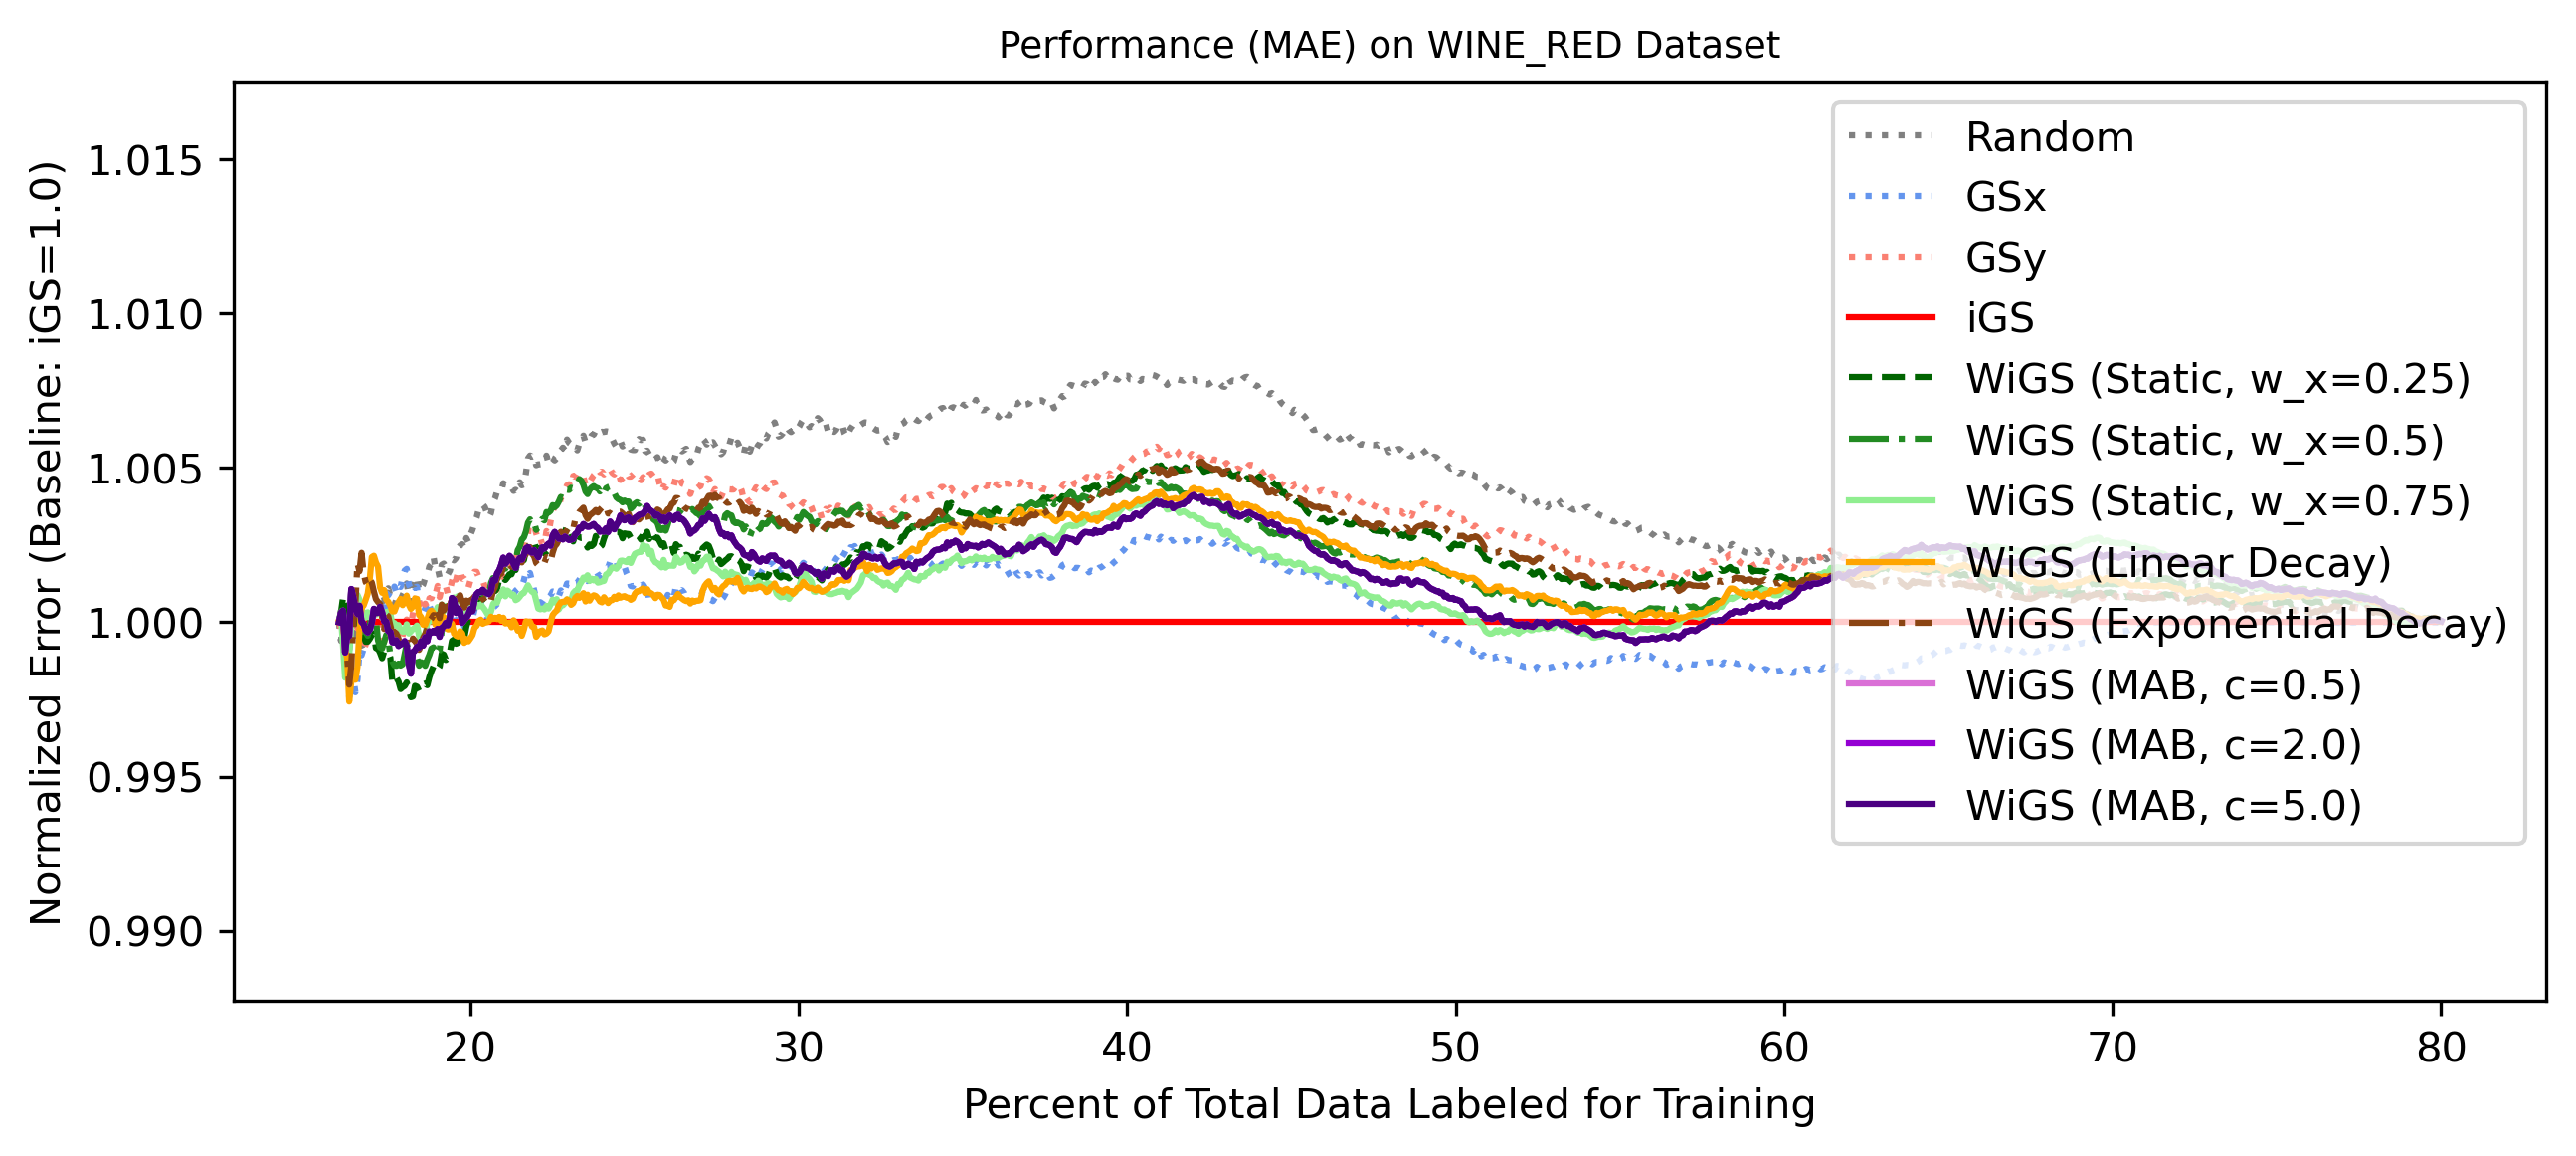 Performance (MAE) on WINE_RED Dataset
Normalized Error (Baseline: iGS=1.0)
1.015
1.010
1.005
1.000
0.995
0.990
Random
GSx
GSy
iGS
WiGS (Static, w_x=0.25)
WiGS (Static, w_x=0.5)
WiGS (Static, w_x=0.75)
WiGS (Linear Decay)
WiGS (Exponential Decay)
WiGS (MAB, c=0.5)
WiGS (MAB, c=2.0)
WiGS (MAB, c=5.0)
20 30 40 50 60 70 80
Percent of Total Data Labeled for Training